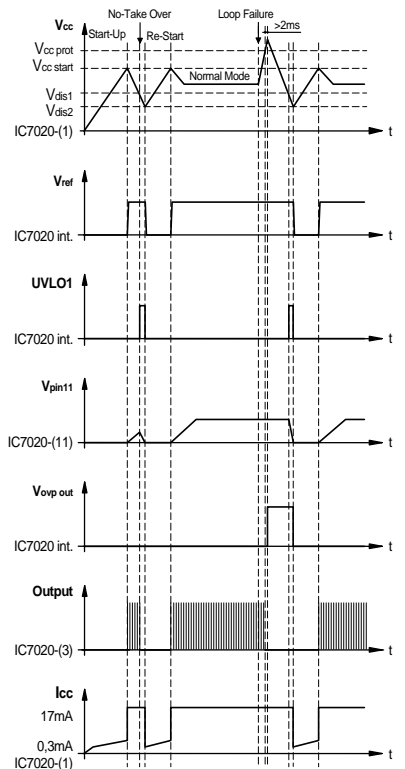 No-Take Over
Loop Failure
Vcc
Start-Up
Re-Start
>2ms
Vcc prot
Vcc start
Normal Mode
Vdis1
Vdis2
IC7020-(1)
t
Vref
IC7020 int.
t
UVLO1
IC7020 int.
t
Vpin11
IC7020-(11)
t
Vovp out
IC7020 int.
t
Output
IC7020-(3)
t
Icc
17mA
0,3mA
IC7020-(1)
t